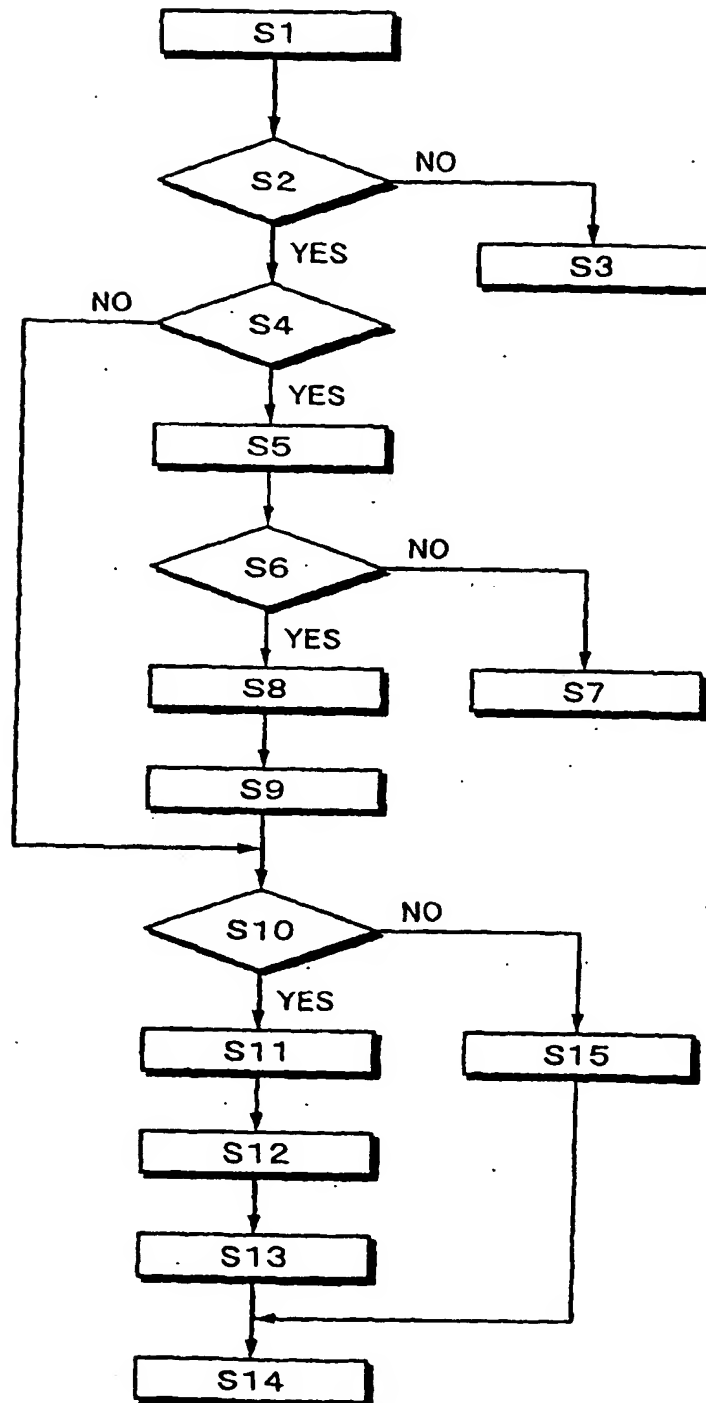 S1
S2
NO
YES
S3
NO
S4
YES
S5
S6
NO
YES
S8
S7
S9
S10
NO
YES
S11
S15
S12
S13
S14